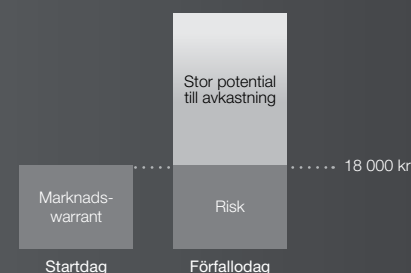 Stor potential
till avkastning
18 000 kr
Marknads-
warrant
Risk
Startdag
Förfallodag